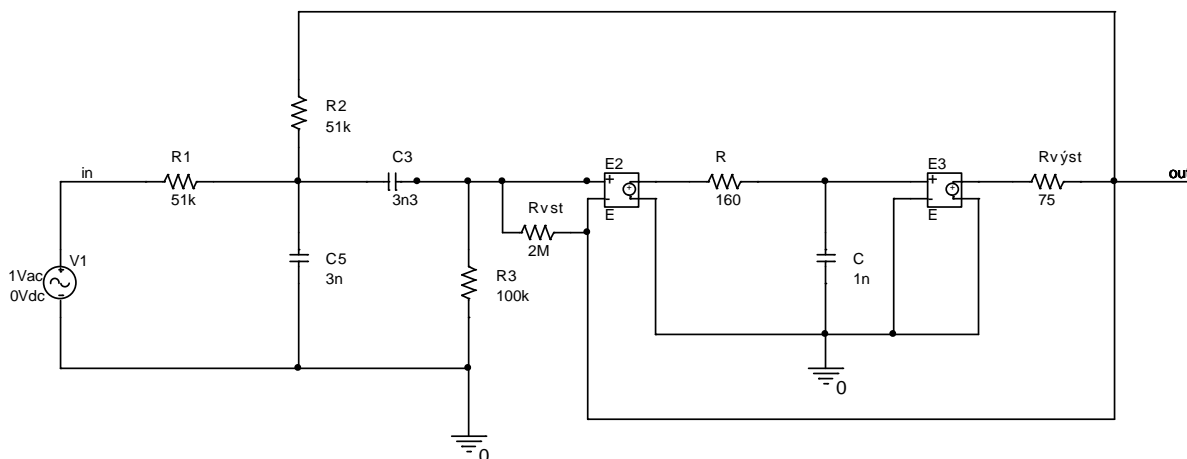 R2
51k
R1
in
51k
C3
3n3
E2
+
-
+
-
E
R
160
E3
+
-
+
-
E
Rvýst
75
out
Rvst
2M
V1
1Vac
0Vdc
+
-
C5
3n
R3
100k
C
1n
0
0